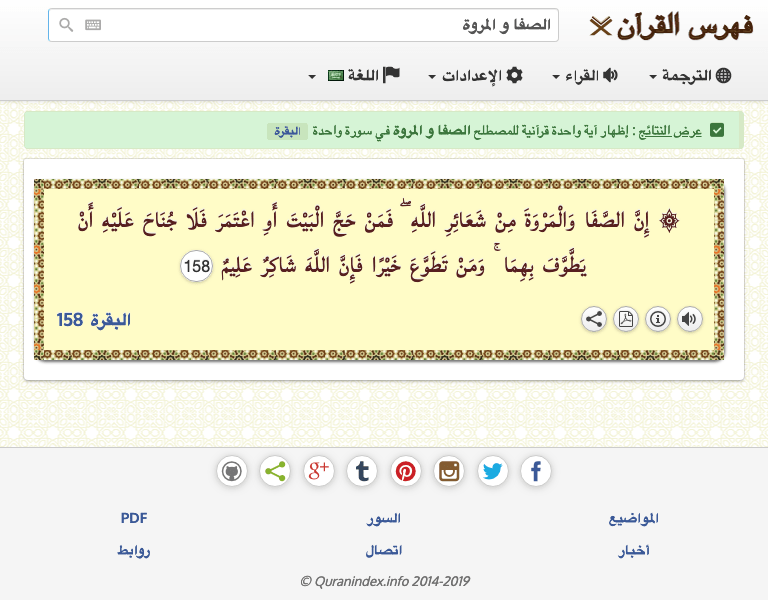 فهرس القرآن
الصفا و المروة
الترجمة القراء الإعدادات اللغة
عرض النتائج : إظهار آية واحدة قرآنية للمصطلح الصفا و المروة في سورة واحدة البقرة
۞ إِنَّ الصَّفَا وَالْمَرْوَةَ مِنْ شَعَائِرِ اللَّهِ ۖ فَمَنْ حَجَّ الْبَيْتَ أَوِ اعْتَمَرَ فَلَا جُنَاحَ عَلَيْهِ أَنْ
يَطَّوَّفَ بِهِمَا ۚ وَمَنْ تَطَوَّعَ خَيْرًا فَإِنَّ اللَّهَ شَاكِرٌ عَلِيمٌ 158
البقرة 158
المواضيع السور PDF
أخبار اتصال روابط
© Quranindex.info 2014-2019